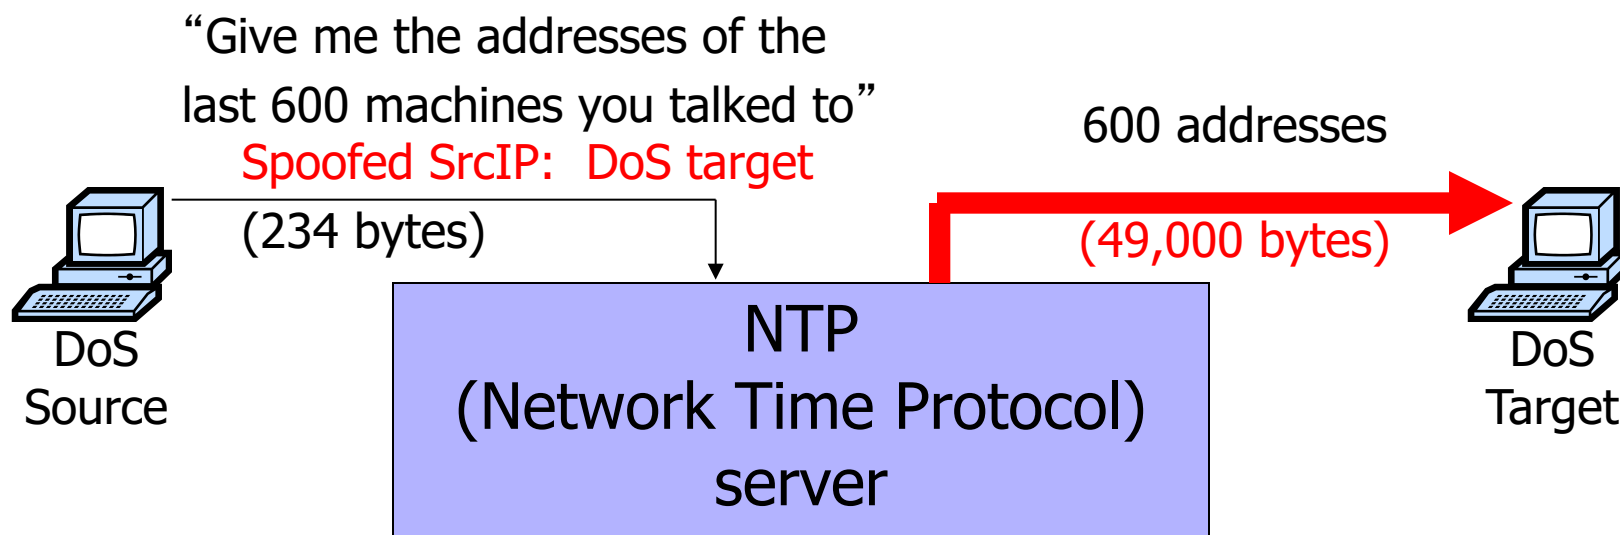 “Give me the addresses of the
last 600 machines you talked to”
Spoofed SrcIP: DoS target
(234 bytes)
600 addresses
(49,000 bytes)
DoS
Source
NTP
(Network Time Protocol)
server
DoS
Target